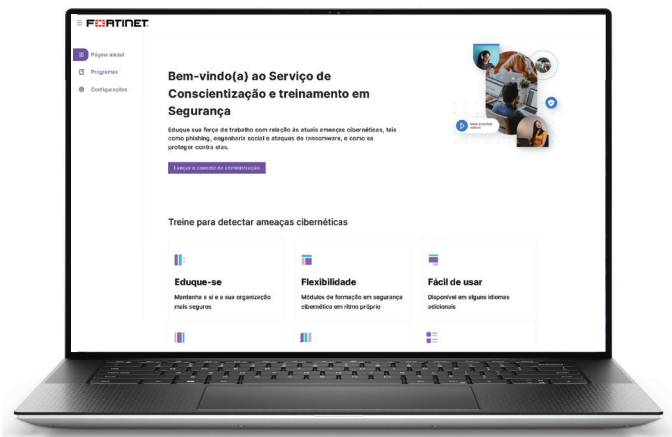 FORTINET
Página inicial
Programas
Configurações
Bem-vindo(a) ao Serviço de
Conscientização e treinamento em
Segurança
Eduque sua força de trabalho com relação às atuais ameaças cibernéticas, tais
como phishing, engenharia social e ataques de ransomware, e como se
proteger contra elas.
Lançar o console de administração
Treine para detectar ameaças cibernéticas
Eduque-se
Mantenha a si e a sua organização
mais seguros
Flexibilidade
Módulos de formação em segurança
cibernética em ritmo próprio
Fácil de usar
Disponível em alguns idiomas
adicionais